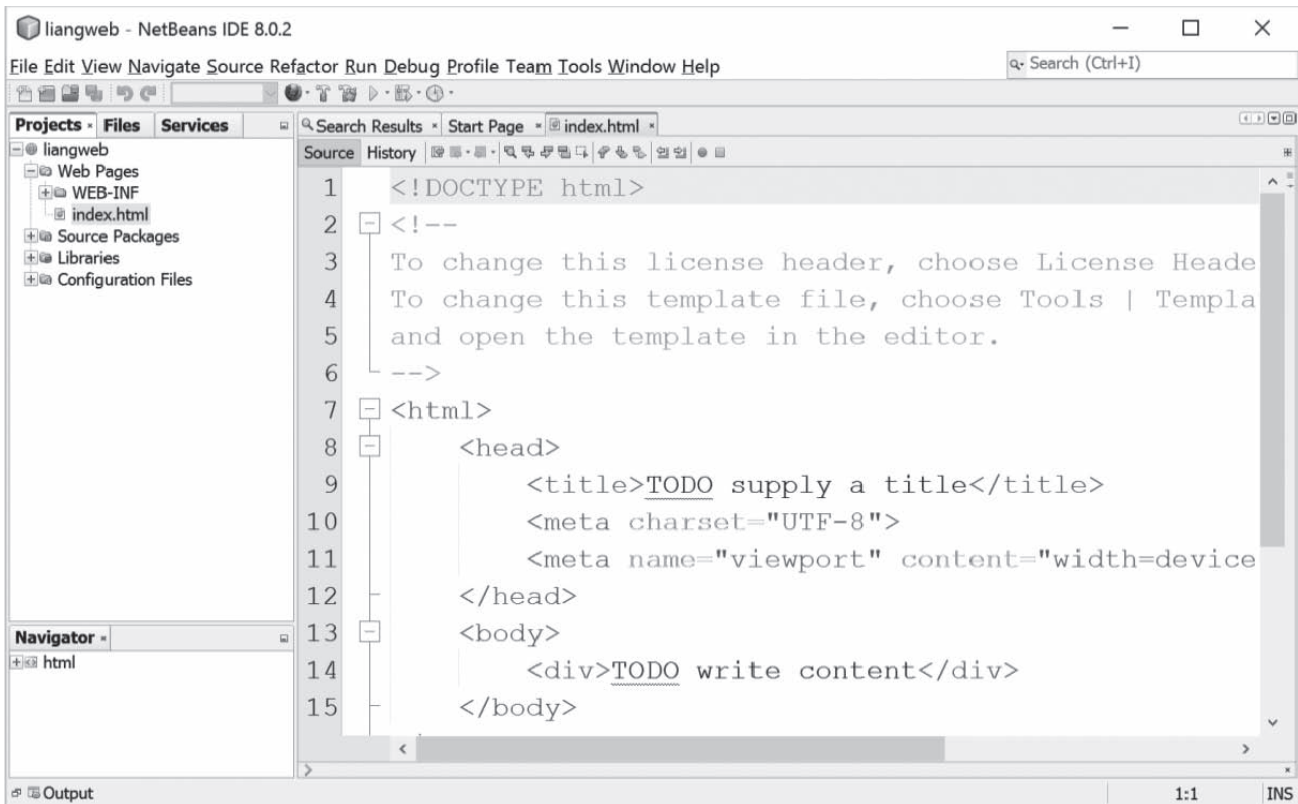 liangweb - NetBeans IDE 8.0.2
File Edit View Navigate Source Refactor Run Debug Profile Team Tools Window Help
Search (Ctrl+I)
Projects Files Services
liangweb
Web Pages
WEB-INF
index.html
Source Packages
Libraries
Configuration Files
Navigator
html
Search Results Start Page index.html
Source History
1 <!DOCTYPE html>
2 <!--
3 To change this license header, choose License Heade
4 To change this template file, choose Tools | Templa
5 and open the template in the editor.
6 -->
7 <html>
8 <head>
9 <title>TODO supply a title</title>
10 <meta charset="UTF-8">
11 <meta name="viewport" content="width=device
12 </head>
13 <body>
14 <div>TODO write content</div>
15 </body>
Output
1:1 INS